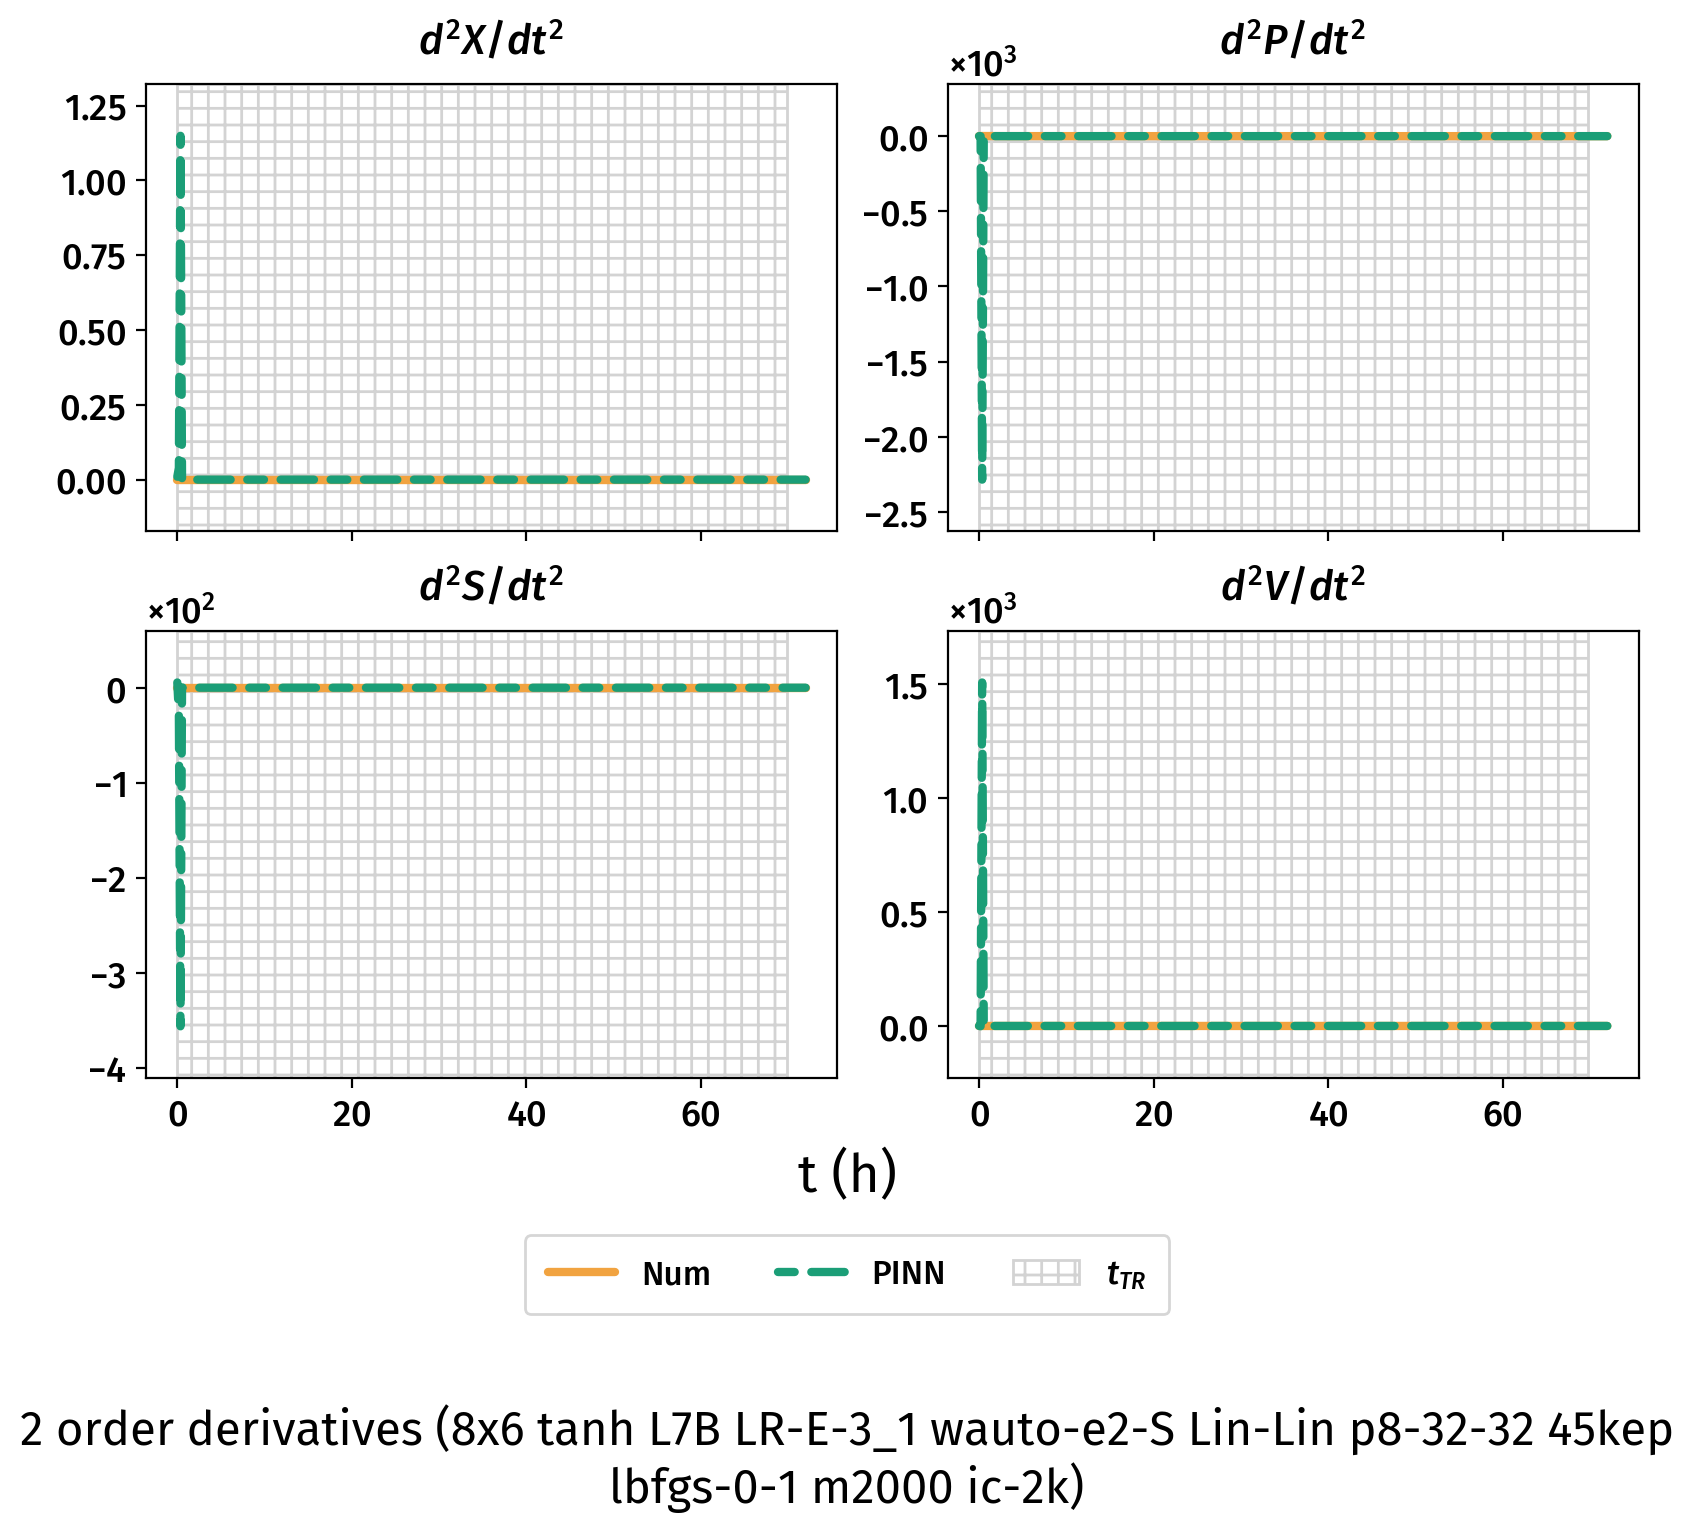 d²X/dt²
1.25
1.00
0.75
0.50
0.25
0.00
d²P/dt²
×10³
0.0
−0.5
−1.0
−1.5
−2.0
−2.5
d²S/dt²
×10²
0
−1
−2
−3
−4
0 20 40 60
d²V/dt²
×10³
1.5
1.0
0.5
0.0
0 20 40 60
t (h)
Num PINN t_TR
2 order derivatives (8x6 tanh L7B LR-E-3_1 wauto-e2-S Lin-Lin p8-32-32 45kep
lbfgs-0-1 m2000 ic-2k)